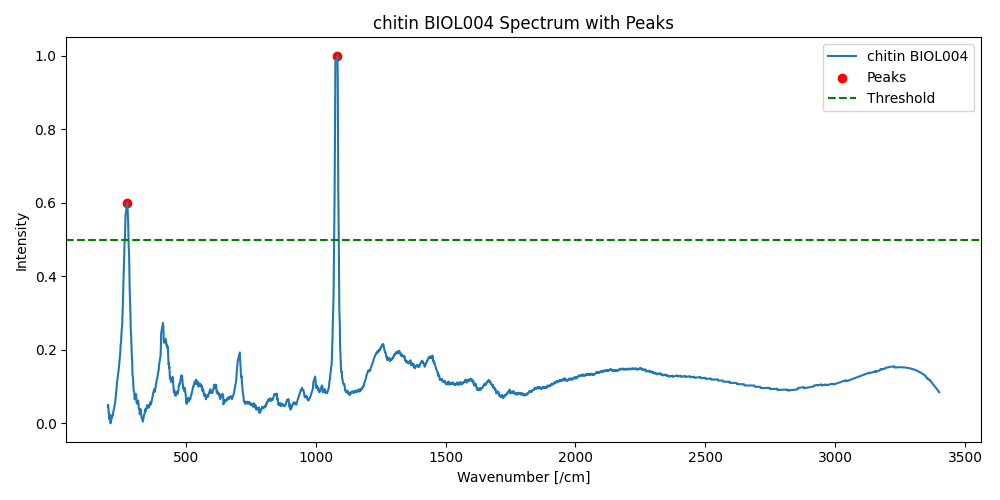 chitin BIOL004 Spectrum with Peaks
chitin BIOL004
Peaks
Threshold
Intensity
1.0
0.8
0.6
0.4
0.2
0.0
500 1000 1500 2000 2500 3000 3500
Wavenumber [/cm]